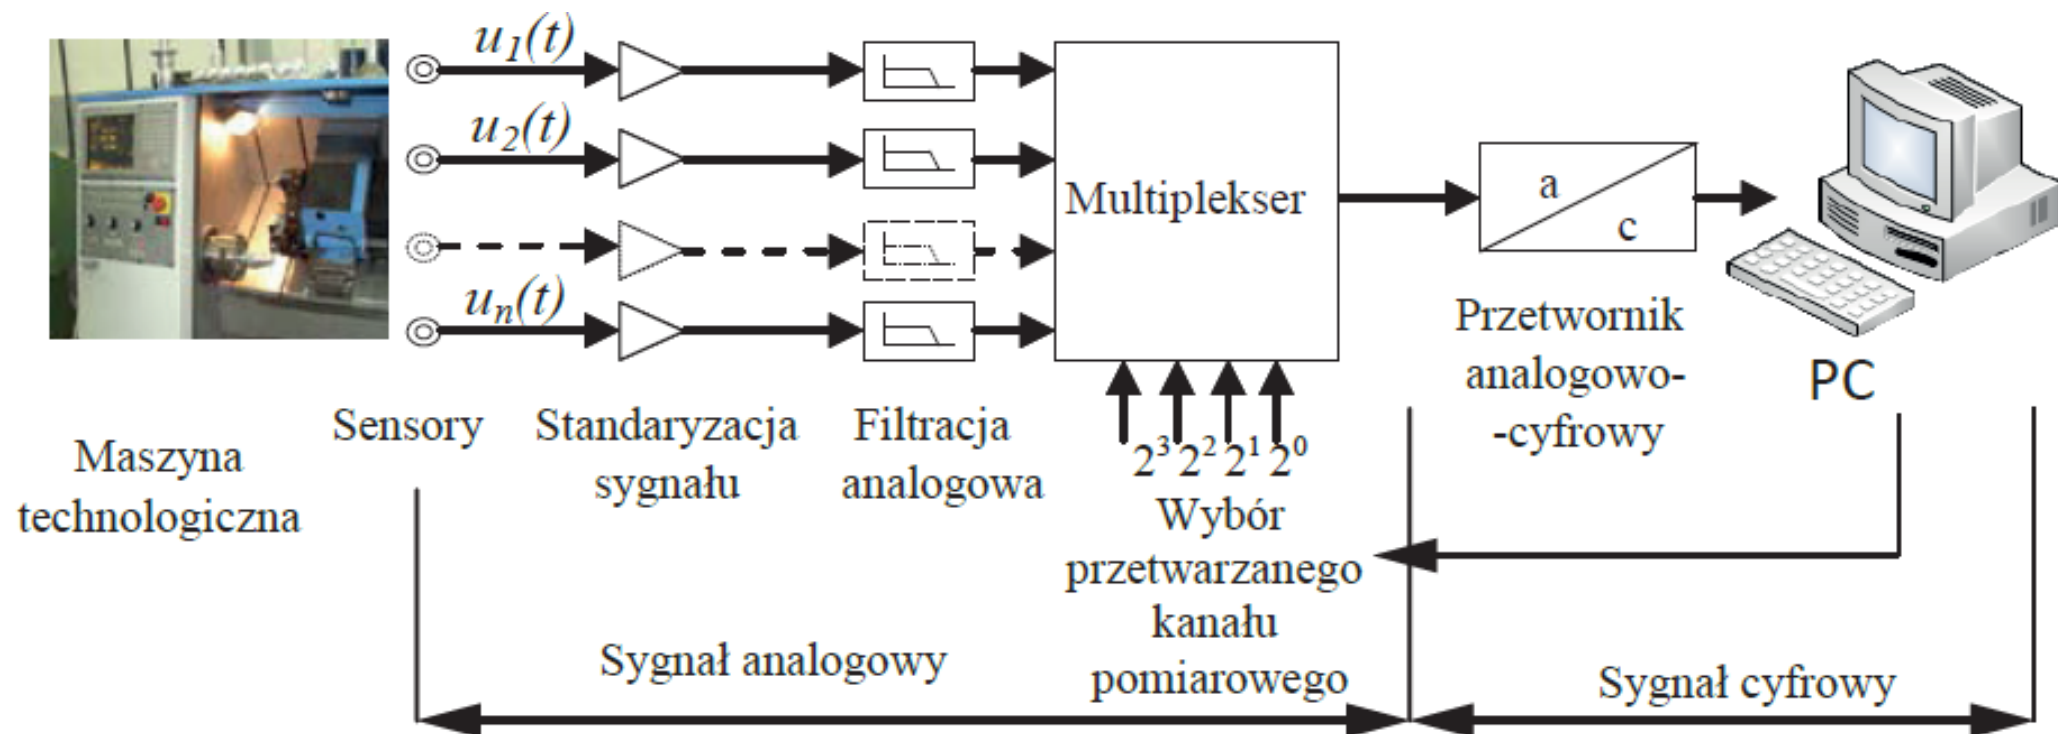 u₁(t)
u₂(t)
uₙ(t)
Multiplekser
a
c
Przetwornik
analogowo-
-cyfrowy
PC
Sensory
Standaryzacja
sygnału
Filtracja
analogowa
Maszyna
technologiczna
2³ 2² 2¹ 2⁰
Wybór
przetwarzanego
kanału
pomiarowego
Sygnał analogowy
Sygnał cyfrowy